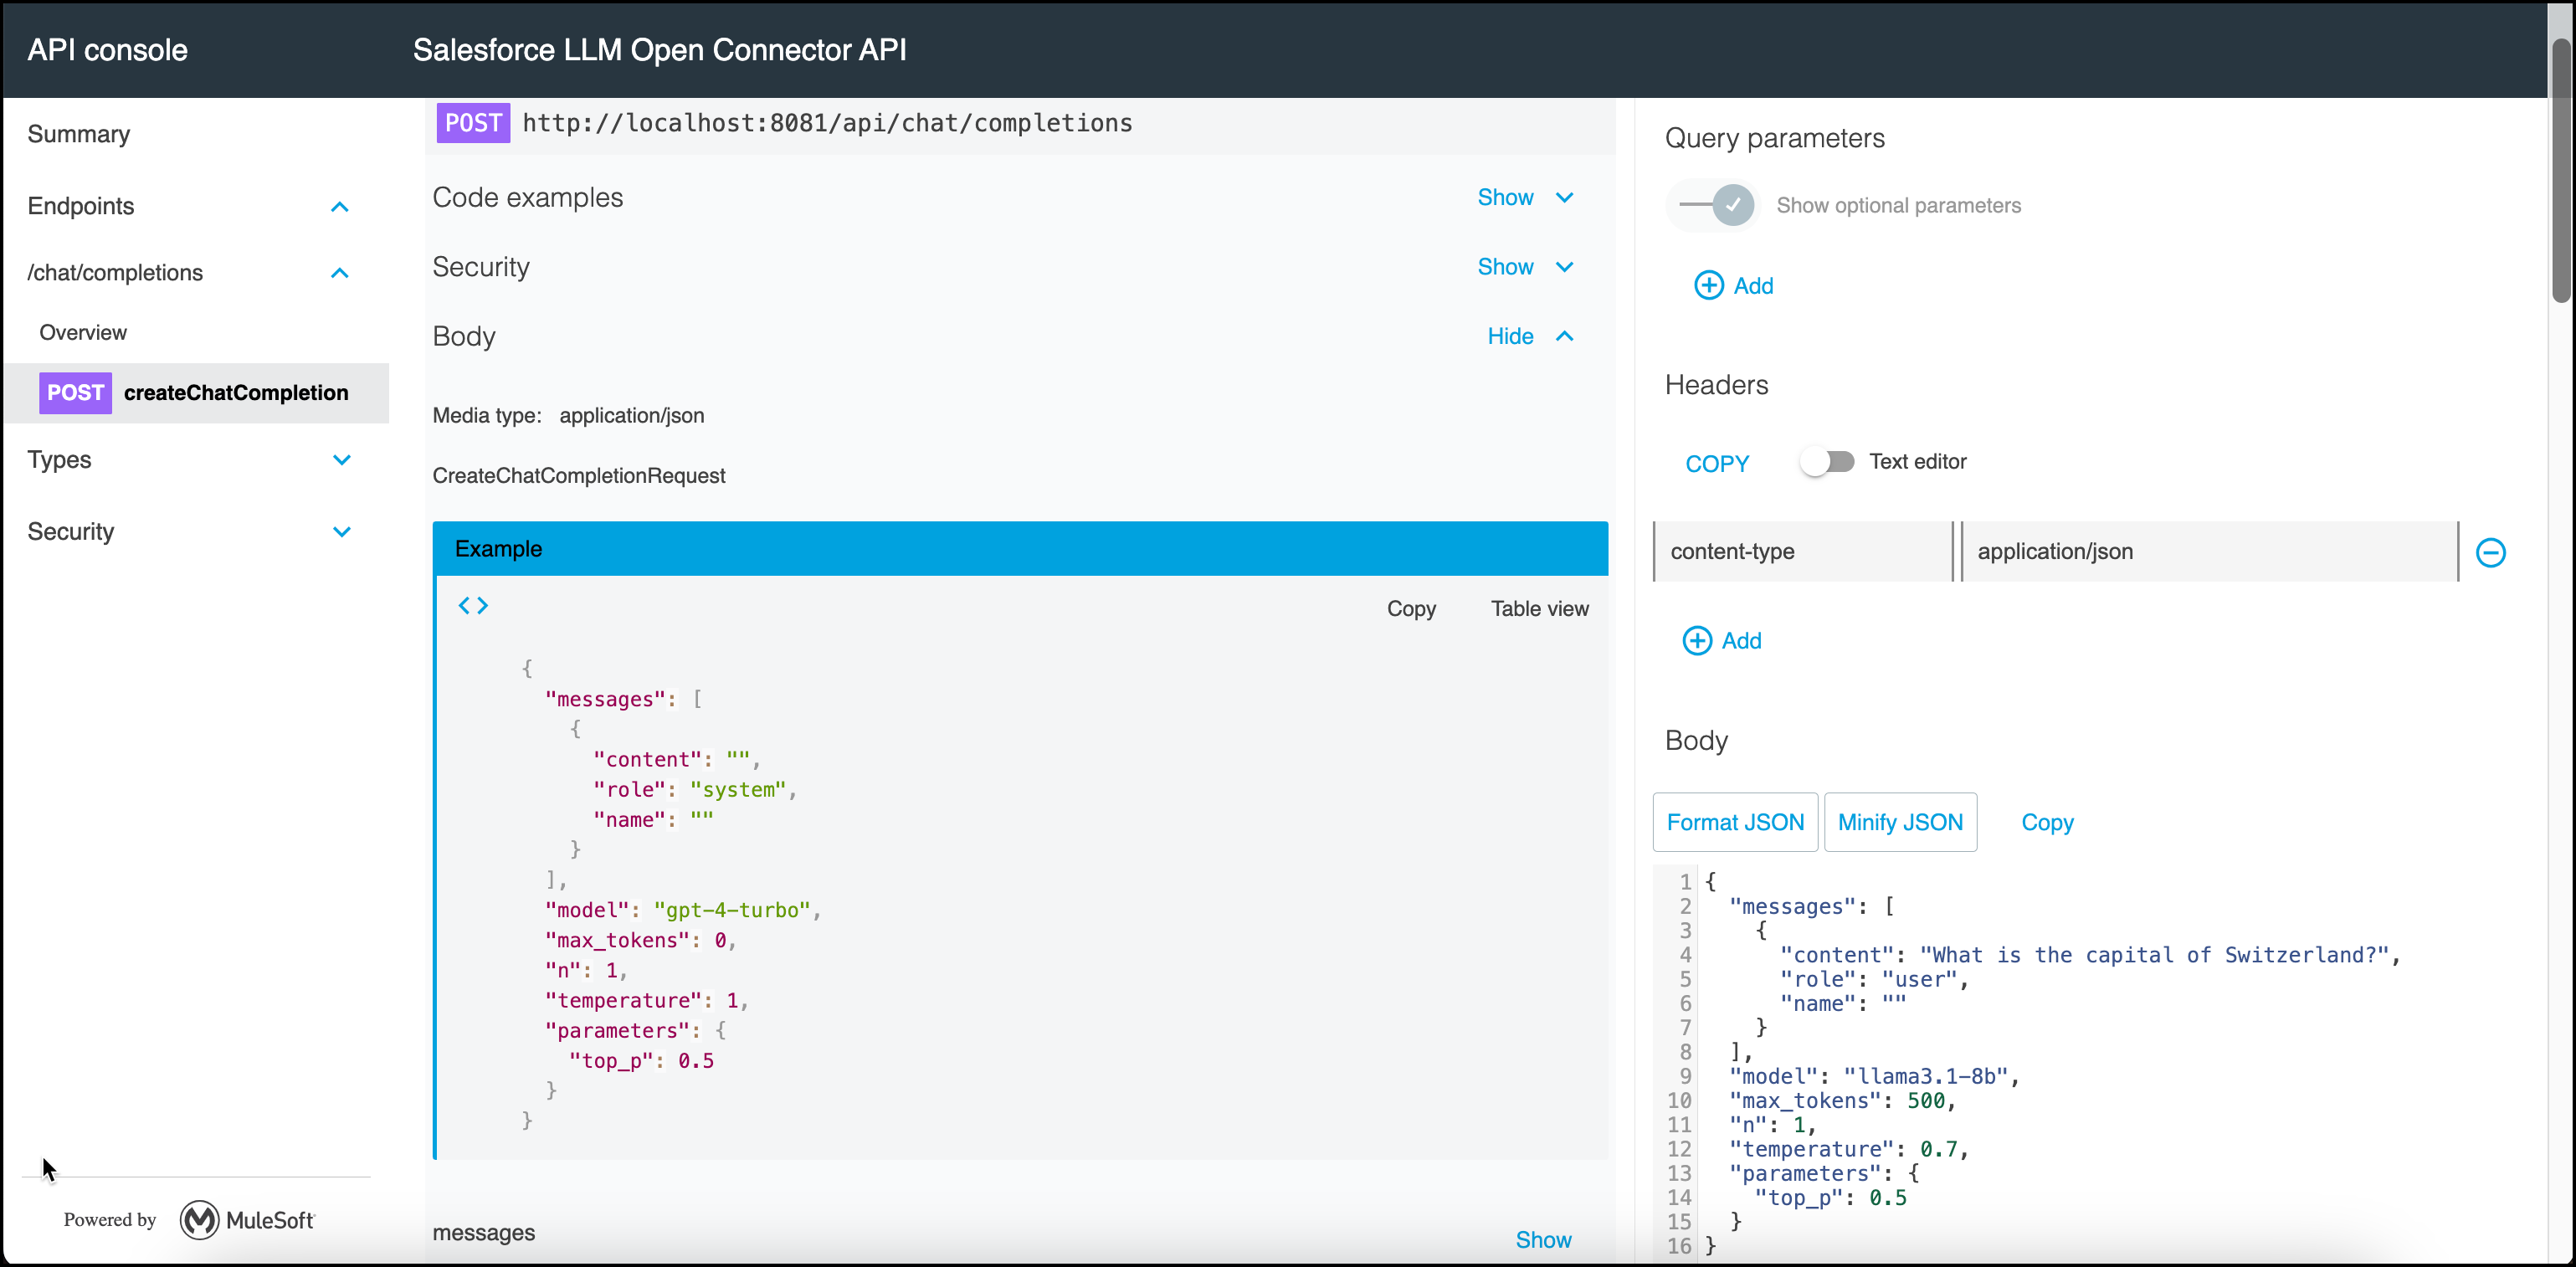 API console
Salesforce LLM Open Connector API
Summary
Endpoints
/chat/completions
Overview
POST createChatCompletion
Types
Security
Powered by MuleSoft
POST http://localhost:8081/api/chat/completions
Code examples Show
Security Show
Body Hide
Media type: application/json
CreateChatCompletionRequest
Example
<> Copy Table view
{
"messages": [
{
"content": "",
"role": "system",
"name": ""
}
],
"model": "gpt-4-turbo",
"max_tokens": 0,
"n": 1,
"temperature": 1,
"parameters": {
"top_p": 0.5
}
}
messages Show
Query parameters
Show optional parameters
Add
Headers
COPY Text editor
content-type application/json
Add
Body
Format JSON Minify JSON Copy
1 {
2 "messages": [
3 {
4 "content": "What is the capital of Switzerland?",
5 "role": "user",
6 "name": ""
7 }
8 ],
9 "model": "llama3.1-8b",
10 "max_tokens": 500,
11 "n": 1,
12 "temperature": 0.7,
13 "parameters": {
14 "top_p": 0.5
15 }
16 }